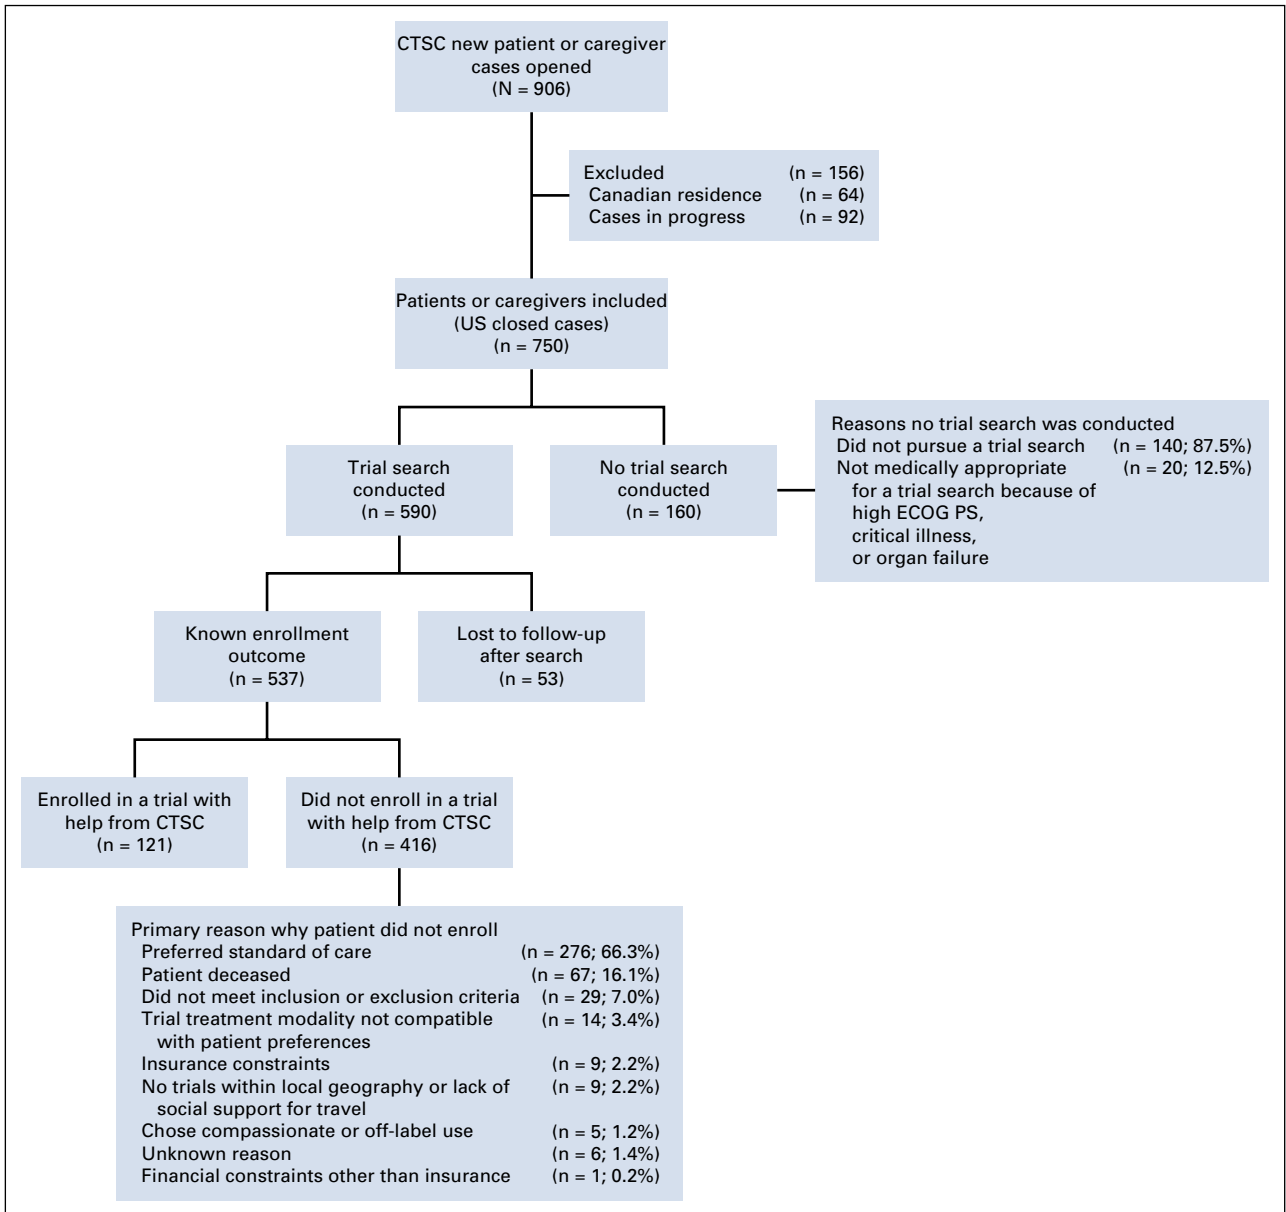 CTSC new patient or caregiver
cases opened
(N = 906)
Excluded (n = 156)
Canadian residence (n = 64)
Cases in progress (n = 92)
Patients or caregivers included
(US closed cases)
(n = 750)
Trial search
conducted
(n = 590)
No trial search
conducted
(n = 160)
Reasons no trial search was conducted
Did not pursue a trial search (n = 140; 87.5%)
Not medically appropriate (n = 20; 12.5%)
for a trial search because of
high ECOG PS,
critical illness,
or organ failure
Known enrollment
outcome
(n = 537)
Lost to follow-up
after search
(n = 53)
Enrolled in a trial with
help from CTSC
(n = 121)
Did not enroll in a trial
with help from CTSC
(n = 416)
Primary reason why patient did not enroll
Preferred standard of care (n = 276; 66.3%)
Patient deceased (n = 67; 16.1%)
Did not meet inclusion or exclusion criteria (n = 29; 7.0%)
Trial treatment modality not compatible (n = 14; 3.4%)
with patient preferences
Insurance constraints (n = 9; 2.2%)
No trials within local geography or lack of (n = 9; 2.2%)
social support for travel
Chose compassionate or off-label use (n = 5; 1.2%)
Unknown reason (n = 6; 1.4%)
Financial constraints other than insurance (n = 1; 0.2%)